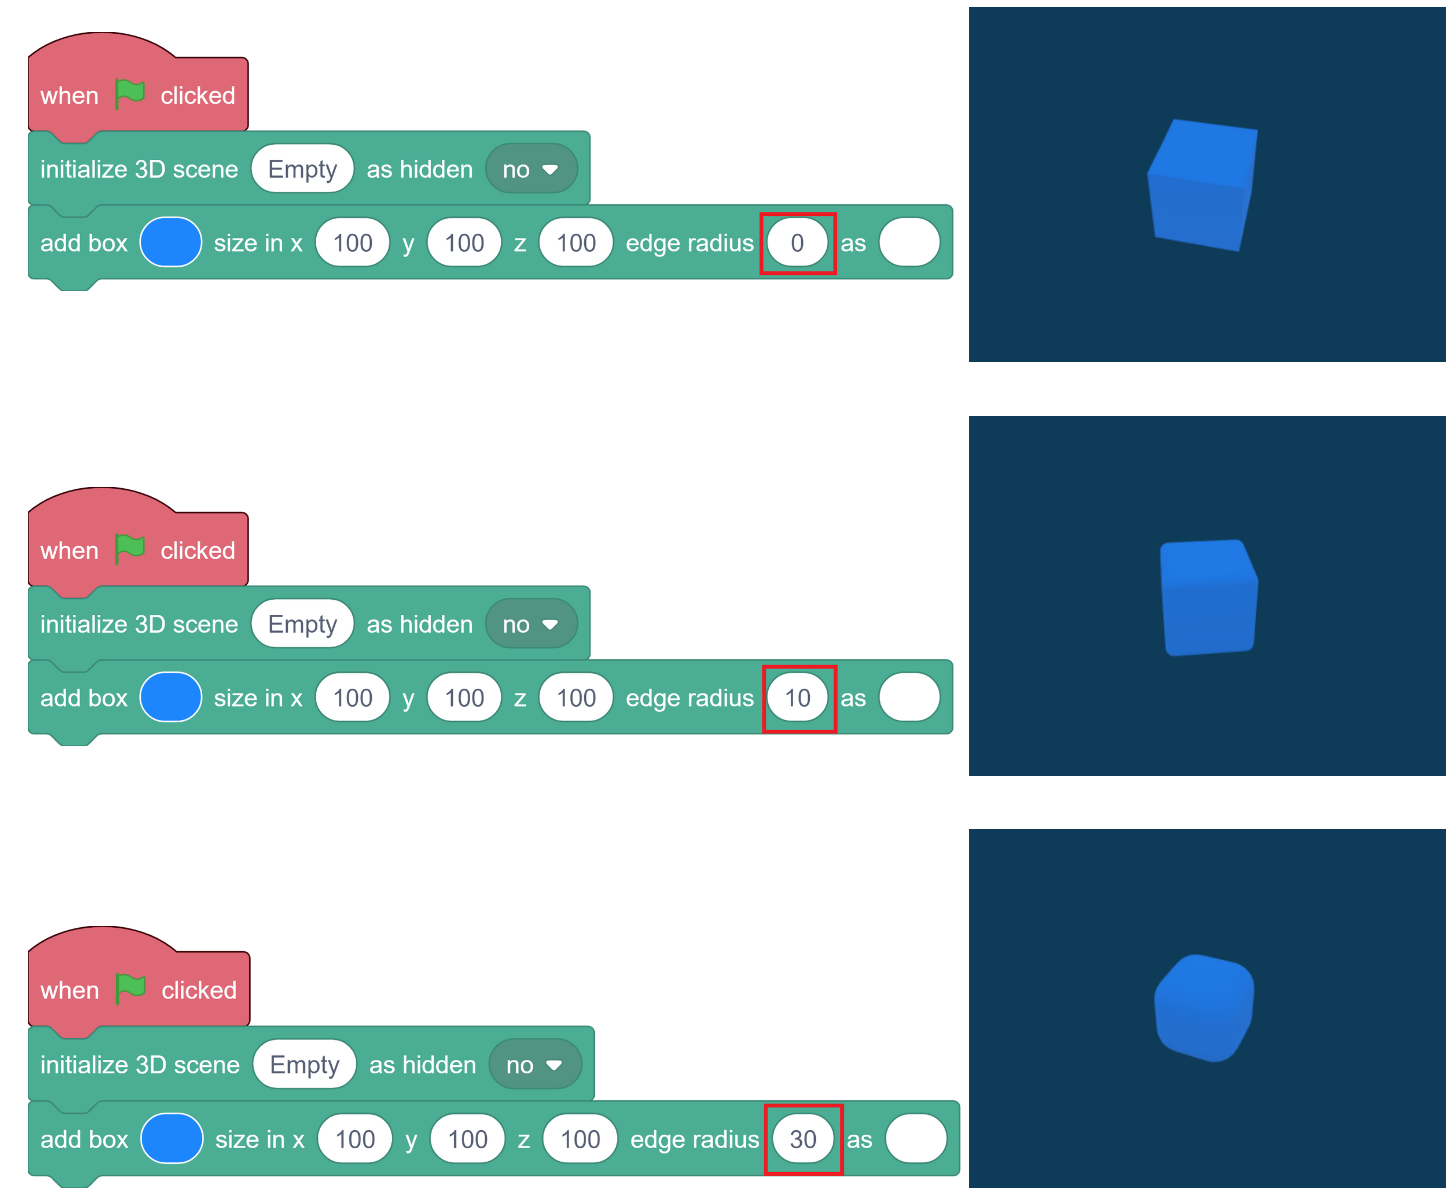 when clicked
initialize 3D scene Empty as hidden no
add box size in x 100 y 100 z 100 edge radius 0 as
when clicked
initialize 3D scene Empty as hidden no
add box size in x 100 y 100 z 100 edge radius 10 as
when clicked
initialize 3D scene Empty as hidden no
add box size in x 100 y 100 z 100 edge radius 30 as